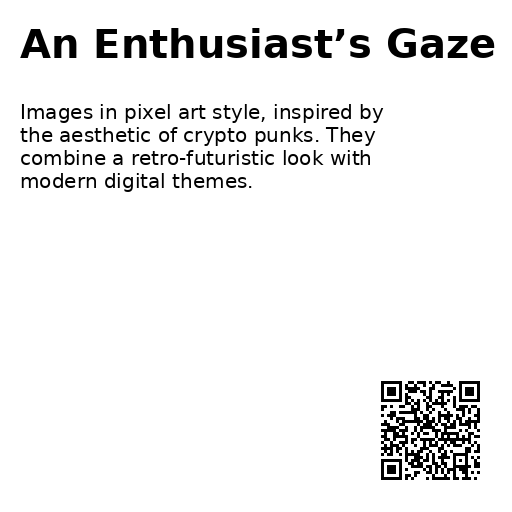 An Enthusiast’s Gaze
Images in pixel art style, inspired by
the aesthetic of crypto punks. They
combine a retro-futuristic look with
modern digital themes.